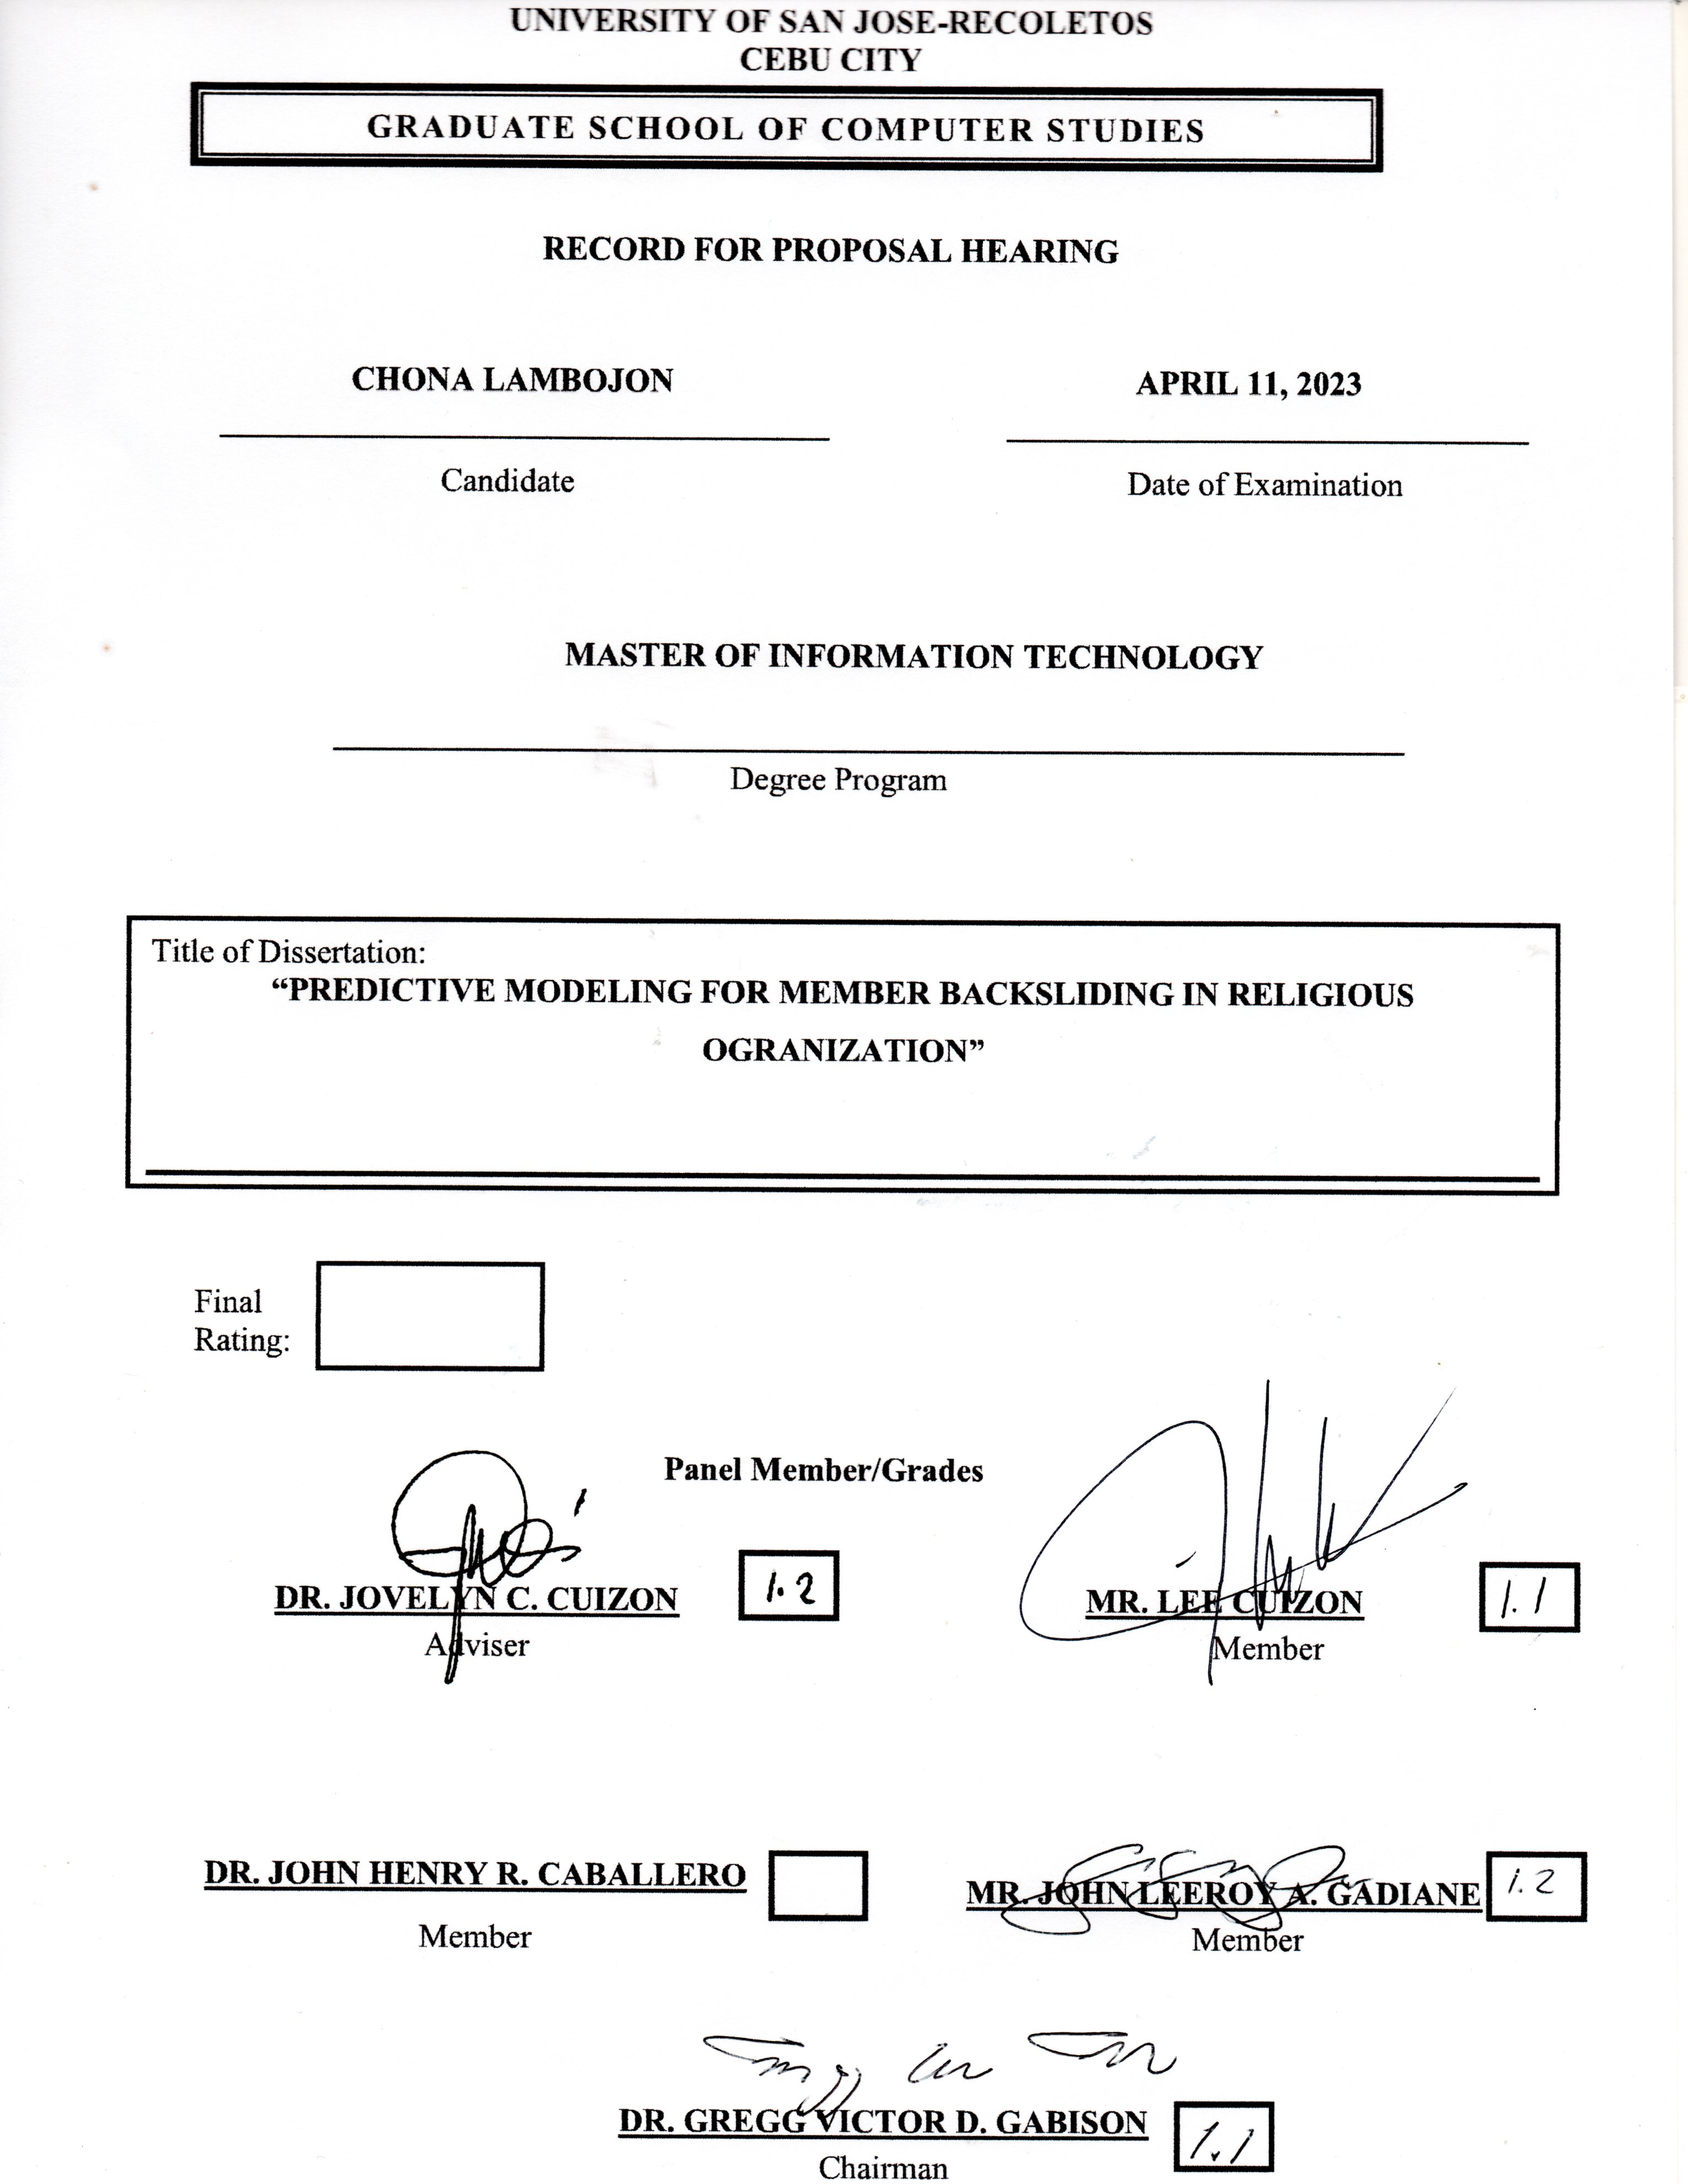 UNIVERSITY OF SAN JOSE-RECOLETOS
CEBU CITY
GRADUATE SCHOOL OF COMPUTER STUDIES
RECORD FOR PROPOSAL HEARING
CHONA LAMBOJON
APRIL 11, 2023
Candidate
Date of Examination
MASTER OF INFORMATION TECHNOLOGY
Degree Program
Title of Dissertation:
“PREDICTIVE MODELING FOR MEMBER BACKSLIDING IN RELIGIOUS
OGRANIZATION”
Final
Rating:
Panel Member/Grades
DR. JOVELYN C. CUIZON
1.2
MR. LEE CUIZON
1.1
Adviser
Member
DR. JOHN HENRY R. CABALLERO
MR. JOHN LEEROY A. GADIANE
1.2
Member
Member
DR. GREGG VICTOR D. GABISON
1.1
Chairman